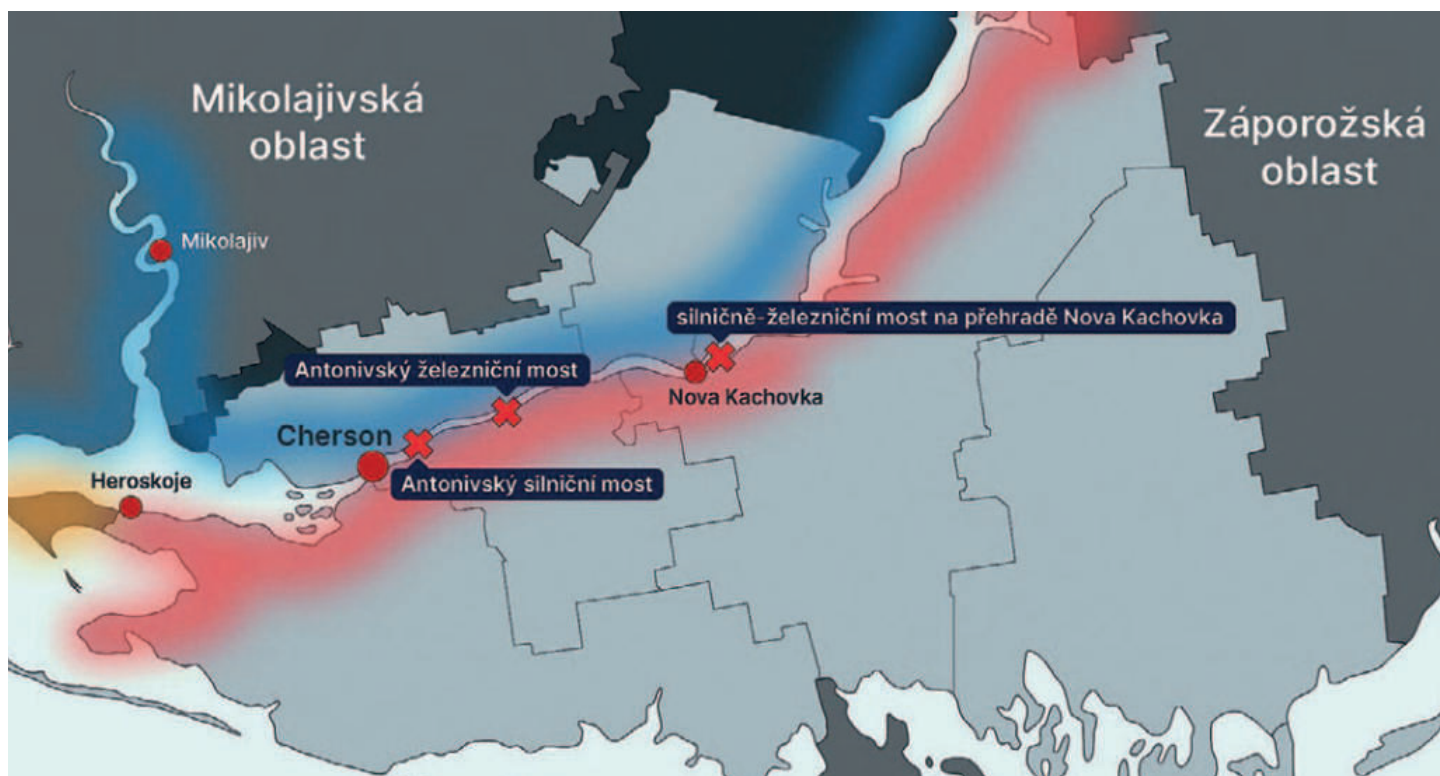 Mikolajivská
oblast
Záporožská
oblast
Mikolajiv
silničně-železniční most na přehradě Nova Kachovka
Antonivský železniční most
Nova Kachovka
Cherson
Heroskoje
Antonivský silniční most